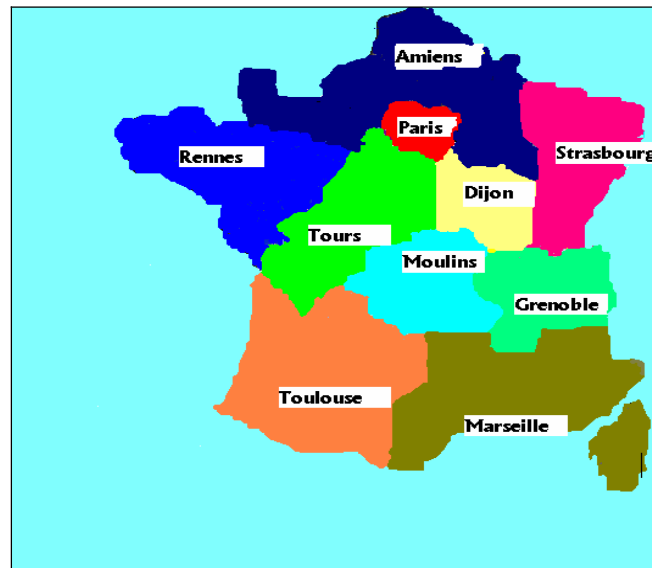 Amiens
Paris
Rennes
Strasbourg
Dijon
Tours
Moulins
Grenoble
Toulouse
Marseille